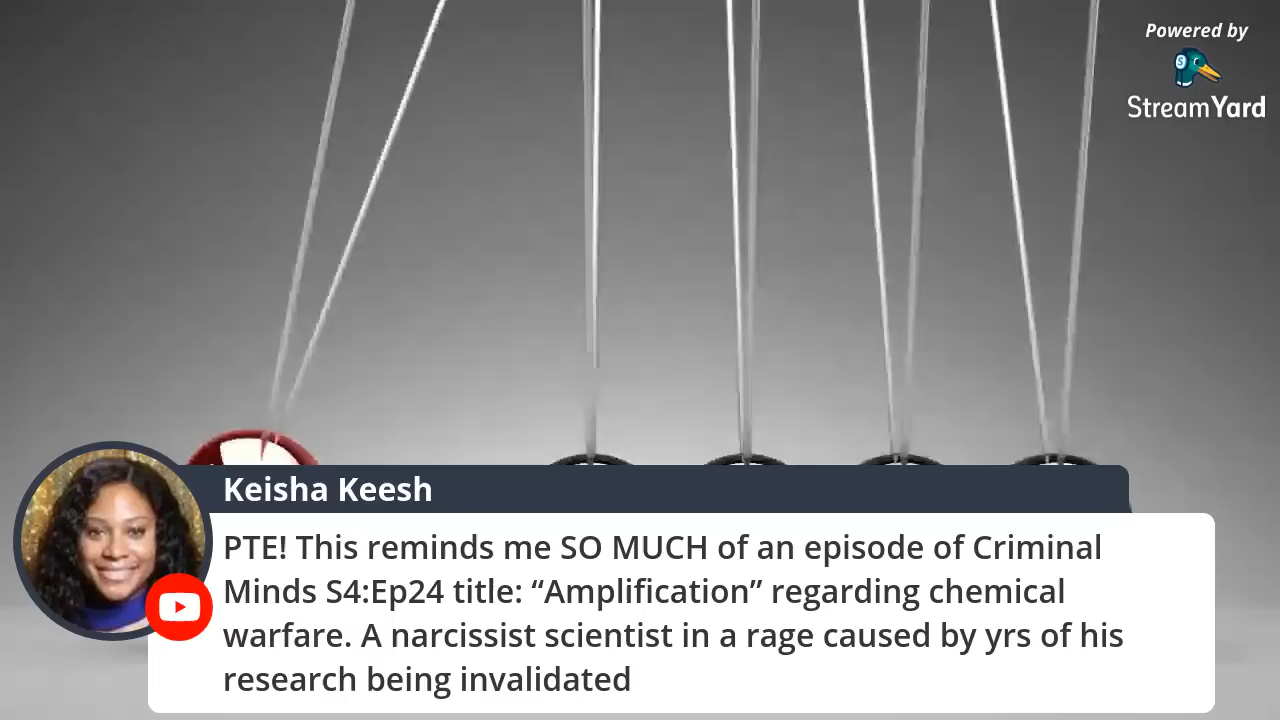 Powered by
StreamYard
Keisha Keesh
PTE! This reminds me SO MUCH of an episode of Criminal
Minds S4:Ep24 title: “Amplification” regarding chemical
warfare. A narcissist scientist in a rage caused by yrs of his
research being invalidated